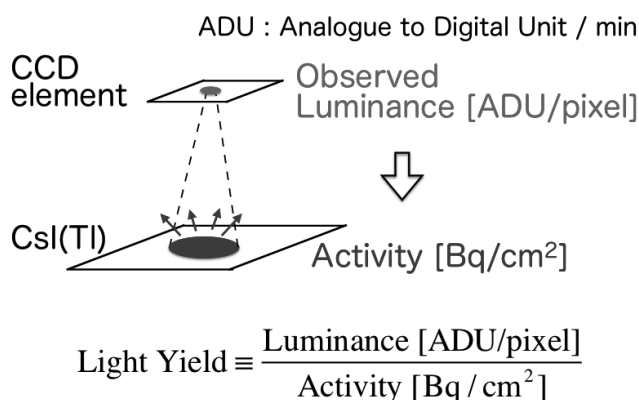 ADU : Analogue to Digital Unit / min
CCD
element
Observed
Luminance [ADU/pixel]
CsI(Tl)
Activity [Bq/cm²]
Light Yield ≡ Luminance [ADU/pixel]
Activity [Bq / cm²]